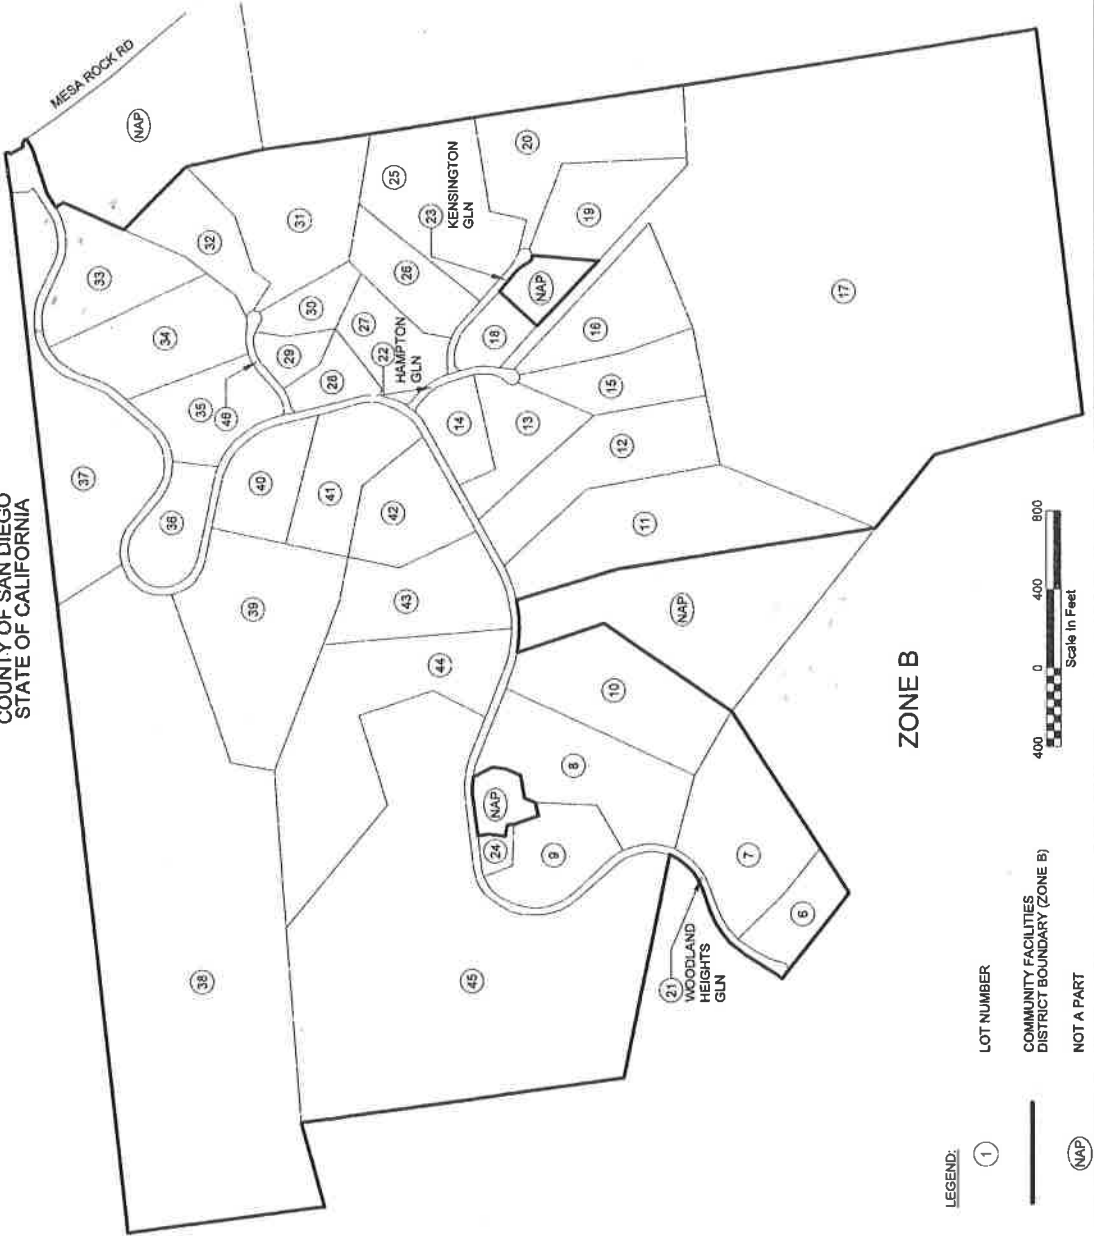 COUNTY OF SAN DIEGO
STATE OF CALIFORNIA
MESA ROCK RD
NAP
33
32
31
34
30
25
20
23
KENSINGTON
GLN
19
26
NAP
27
29
22
HAMPTON
GLN
18
16
17
35
46
28
15
37
36
40
41
14
13
12
42
11
39
43
44
NAP
10
8
NAP
24
9
7
6
38
45
21
WOODLAND
HEIGHTS
GLN
ZONE B
400
0
400
800
Scale In Feet
LEGEND:
1
LOT NUMBER
COMMUNITY FACILITIES
DISTRICT BOUNDARY (ZONE B)
NAP
NOT A PART